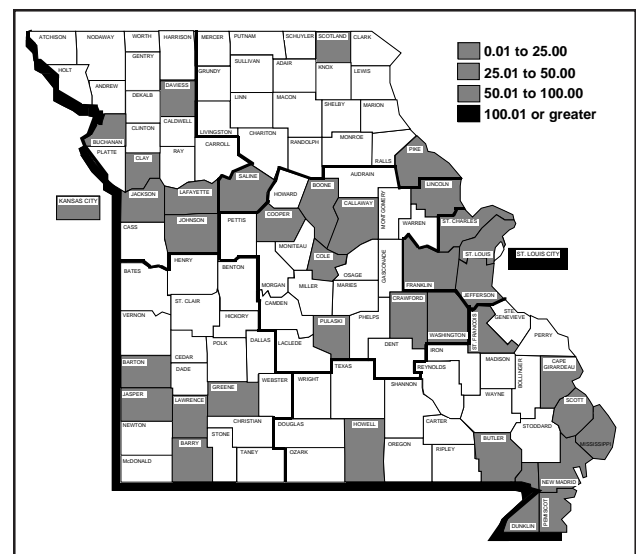 ATCHISON
NODAWAY
WORTH
HARRISON
MERCER
PUTNAM
SCHUYLER
SCOTLAND
CLARK
GENTRY
SULLIVAN
ADAIR
KNOX
LEWIS
HOLT
ANDREW
DEKALB
DAVIESS
GRUNDY
LINN
MACON
SHELBY
MARION
BUCHANAN
CLINTON
CALDWELL
LIVINGSTON
CHARITON
RANDOLPH
MONROE
RALLS
PLATTE
CLAY
RAY
CARROLL
AUDRAIN
PIKE
KANSAS CITY
JACKSON
LAFAYETTE
SALINE
HOWARD
BOONE
CALLAWAY
MONTGOMERY
LINCOLN
WARREN
ST. CHARLES
CASS
JOHNSON
PETTIS
COOPER
MONITEAU
COLE
OSAGE
GASCONADE
ST. LOUIS
ST. LOUIS CITY
FRANKLIN
JEFFERSON
BATES
HENRY
BENTON
MORGAN
MILLER
MARIES
CAMDEN
CRAWFORD
WASHINGTON
ST. FRANCOIS
STE.
GENEVIEVE
PERRY
VERNON
ST. CLAIR
HICKORY
PULASKI
PHELPS
DENT
IRON
MADISON
BOLLINGER
CAPE
GIRARDEAU
BARTON
CEDAR
POLK
DALLAS
LACLEDE
TEXAS
REYNOLDS
DADE
JASPER
LAWRENCE
GREENE
WEBSTER
WRIGHT
SHANNON
WAYNE
SCOTT
NEWTON
CHRISTIAN
DOUGLAS
HOWELL
CARTER
BUTLER
STODDARD
MISSISSIPPI
MCDONALD
BARRY
STONE
TANEY
OZARK
OREGON
RIPLEY
NEW MADRID
DUNKLIN
PEMISCOT
0.01 to 25.00
25.01 to 50.00
50.01 to 100.00
100.01 or greater